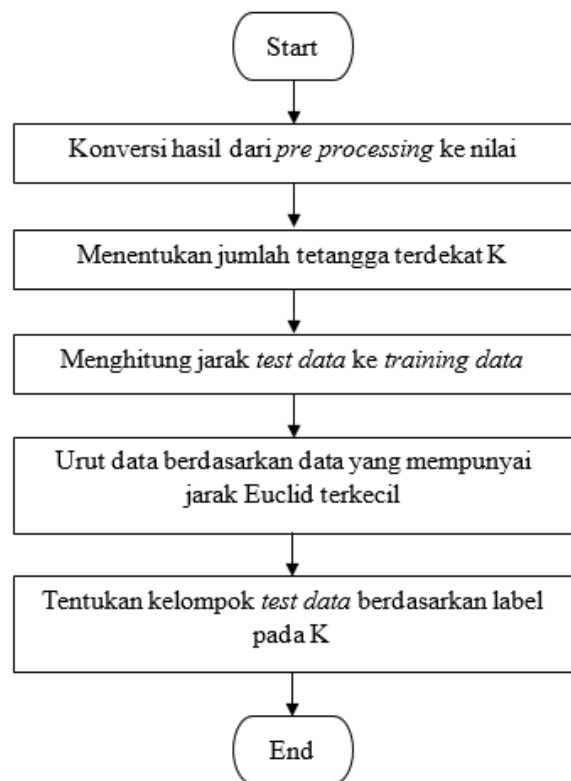 Start
Konversi hasil dari pre processing ke nilai
Menentukan jumlah tetangga terdekat K
Menghitung jarak test data ke training data
Urut data berdasarkan data yang mempunyai
jarak Euclid terkecil
Tentukan kelompok test data berdasarkan label
pada K
End